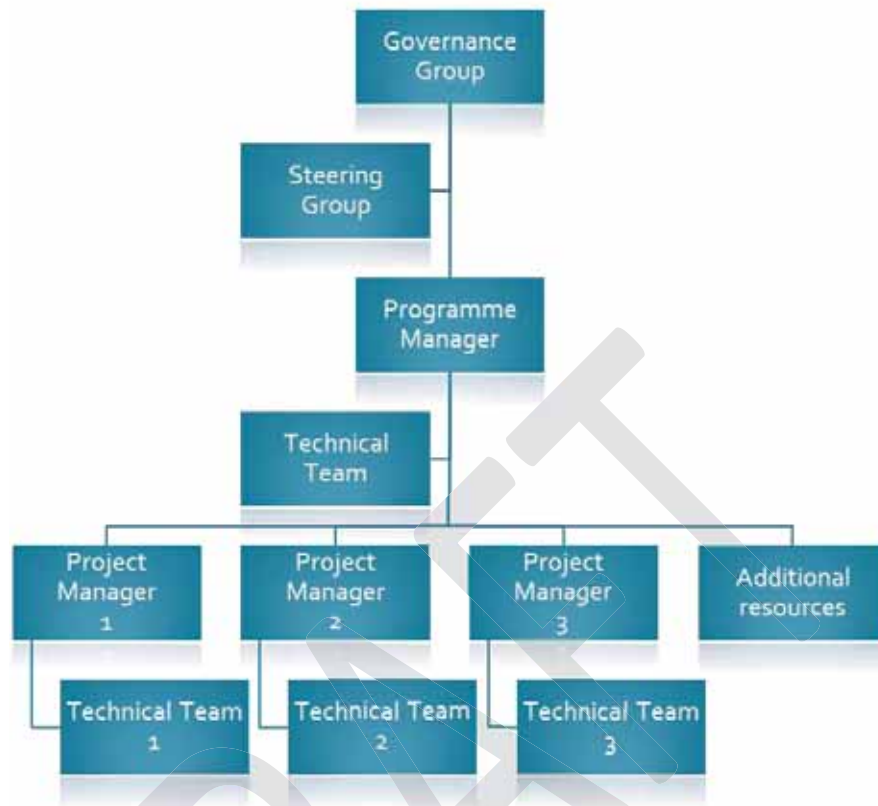 Governance
Group
Steering
Group
Programme
Manager
Technical
Team
Project
Manager
1
Project
Manager
2
Project
Manager
3
Additional
resources
Technical Team
1
Technical Team
2
Technical Team
3
DRAFT